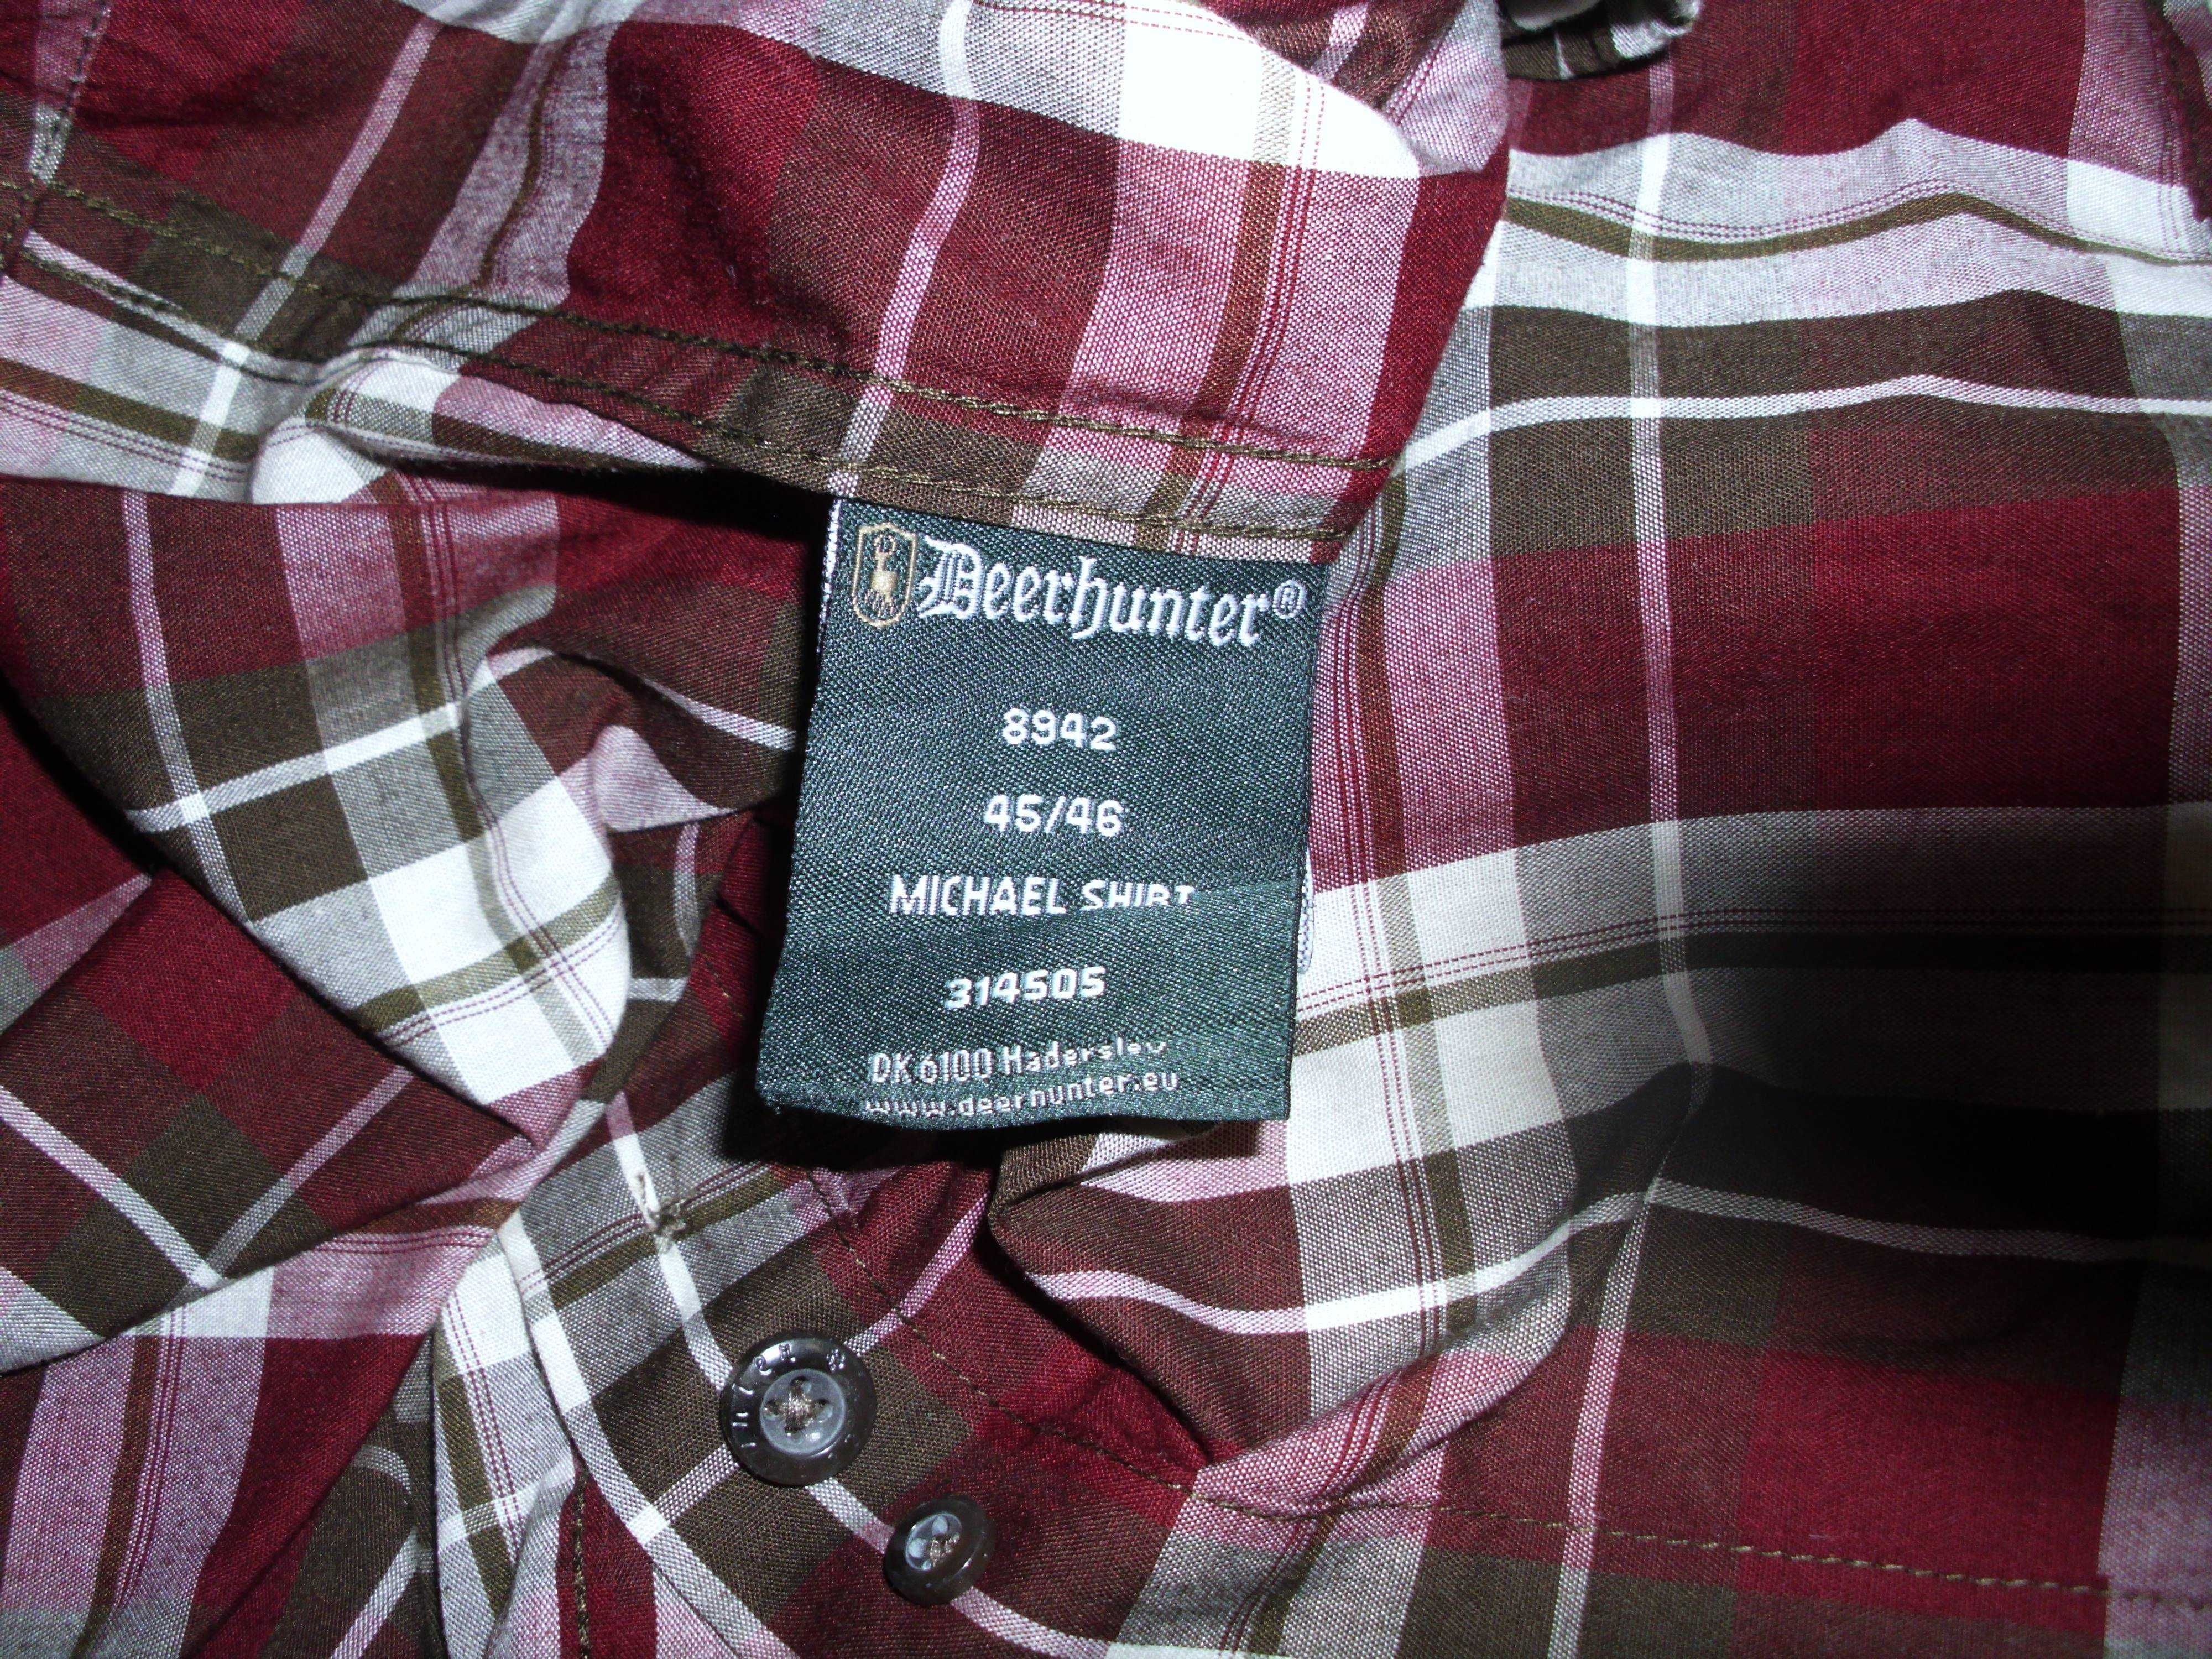 Deerhunter®
8942
45/46
MICHAEL SHIRT
314505
DK 6100 Haderslev
www.deerhunter.eu